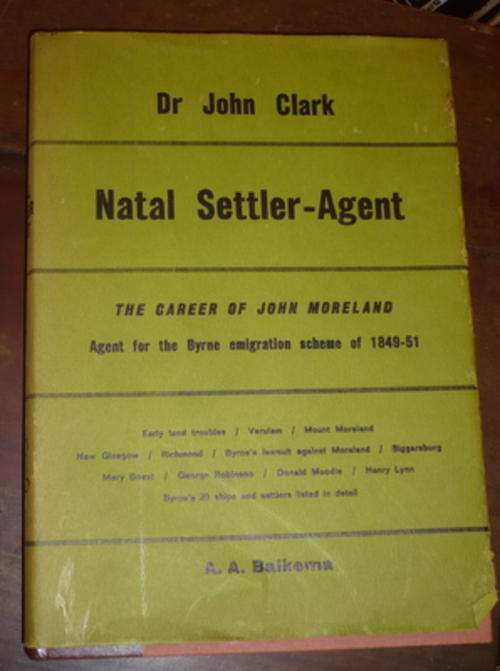 Dr John Clark
Natal Settler-Agent
THE CAREER OF JOHN MORELAND
Agent for the Byrne emigration scheme of 1849-51
Early land troubles / Verulam / Mount Moreland
New Glasgow / Richmond / Byrne's lawsuit against Moreland / Biggarsburg
Mary Guest / George Robinson / Donald Moodie / Henry Lynn
Byrne's 20 ships and settlers listed in detail
A. A. Balkema